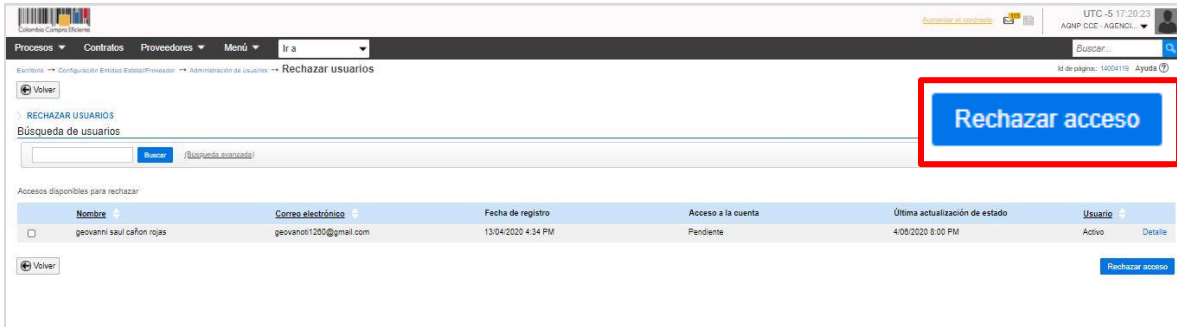 Colombia Compra Eficiente
Aumentar el contraste
UTC -5 17:20:23
AGNP CCE - AGENCI...
Procesos Contratos Proveedores Menú Ir a Buscar...
Escritorio → Configuración Entidad Estatal/Proveedor → Administración de usuarios → Rechazar usuarios
Id de página:: 14004119 Ayuda
Volver
RECHAZAR USUARIOS
Búsqueda de usuarios
Rechazar acceso
Buscar (Búsqueda avanzada)
Accesos disponibles para rechazar
Nombre Correo electrónico Fecha de registro Acceso a la cuenta Última actualización de estado Usuario
geovanni saul cañon rojas geovanoti1260@gmail.com 13/04/2020 4:34 PM Pendiente 4/06/2020 8:00 PM Activo Detalle
Volver
Rechazar acceso